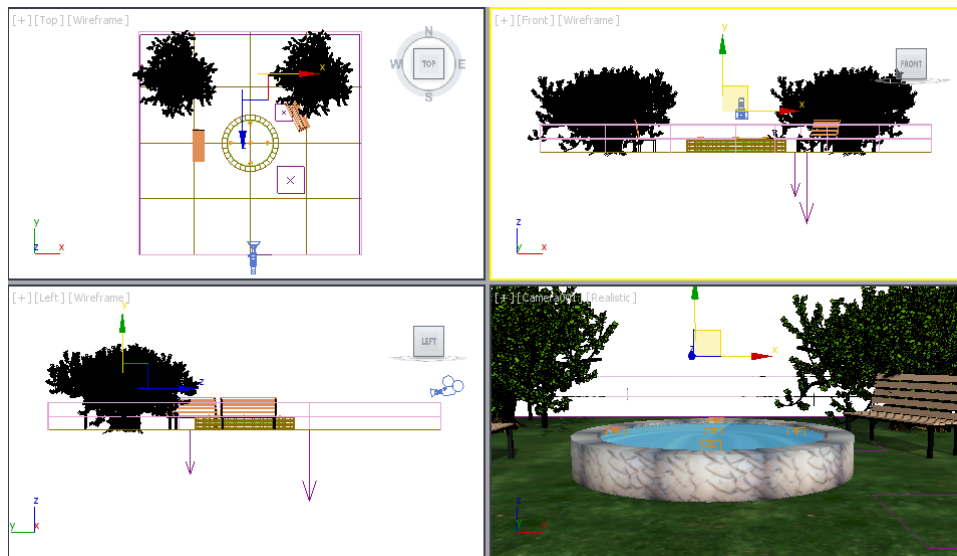 [+] [Top] [Wireframe]
N
W
TOP
E
S
x
z
y
z
x
[+] [Front] [Wireframe]
y
FRONT
x
z
y
x
[+] [Left] [Wireframe]
y
LEFT
z
z
y
x
[+] [Camera001] [Realistic]
z
x
z
y
x